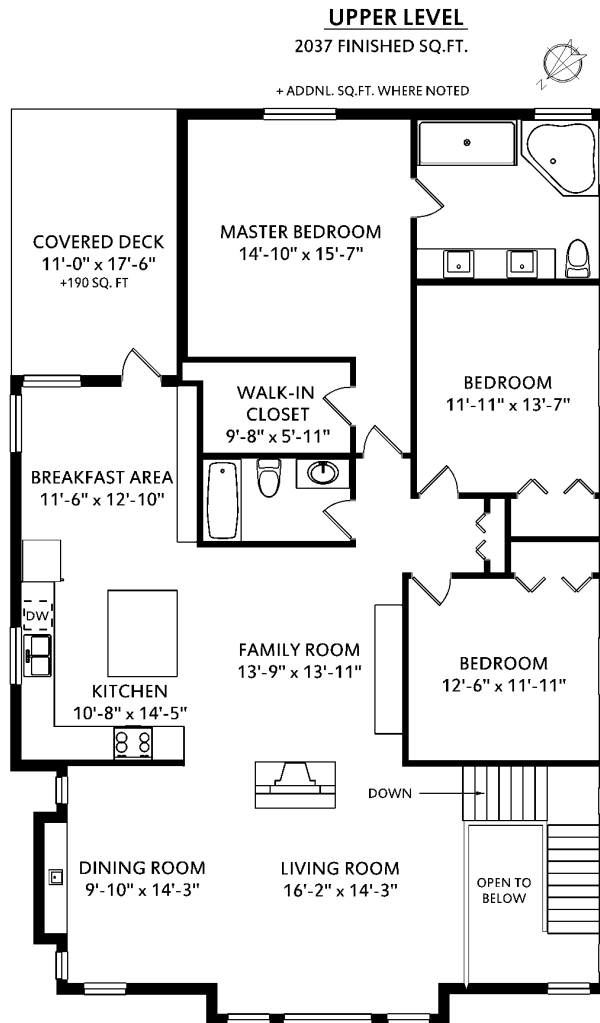 UPPER LEVEL
2037 FINISHED SQ.FT.
+ ADDNL. SQ.FT. WHERE NOTED
N
COVERED DECK
11'-0" x 17'-6"
+190 SQ. FT
MASTER BEDROOM
14'-10" x 15'-7"
BEDROOM
11'-11" x 13'-7"
WALK-IN
CLOSET
9'-8" x 5'-11"
BREAKFAST AREA
11'-6" x 12'-10"
DW
FAMILY ROOM
13'-9" x 13'-11"
BEDROOM
12'-6" x 11'-11"
KITCHEN
10'-8" x 14'-5"
DOWN
DINING ROOM
9'-10" x 14'-3"
LIVING ROOM
16'-2" x 14'-3"
OPEN TO
BELOW